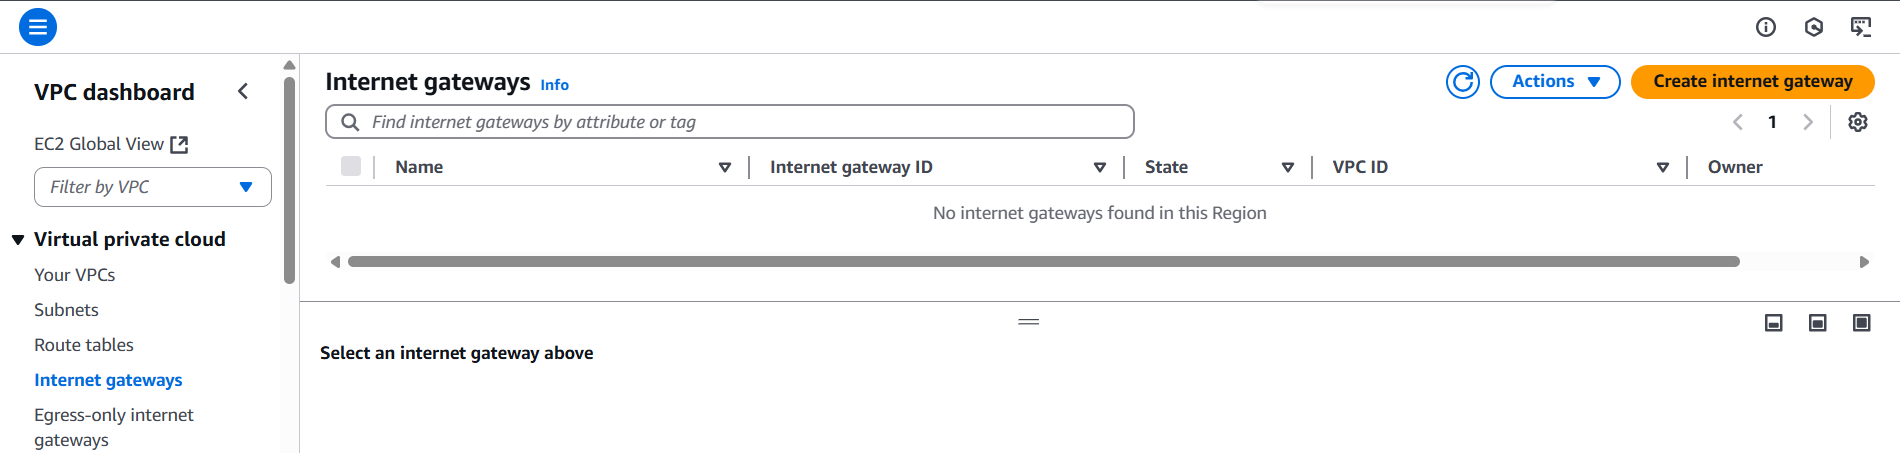 VPC dashboard
EC2 Global View
Filter by VPC
Virtual private cloud
Your VPCs
Subnets
Route tables
Internet gateways
Egress-only internet
gateways
Internet gateways Info
Actions
Create internet gateway
Find internet gateways by attribute or tag
1
Name Internet gateway ID State VPC ID Owner
No internet gateways found in this Region
Select an internet gateway above